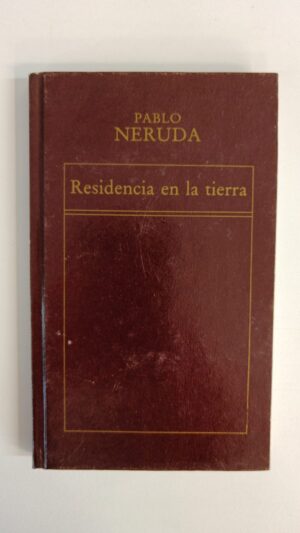 PABLO
NERUDA
Residencia en la tierra